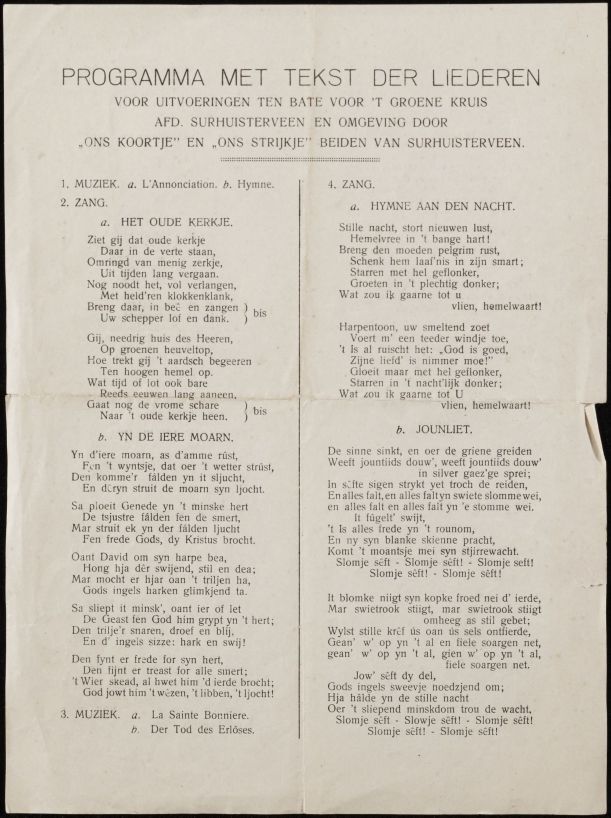 PROGRAMMA MET TEKST DER LIEDEREN
VOOR UITVOERINGEN TEN BATE VOOR 'T GROENE KRUIS
AFD. SURHUISTERVEEN EN OMGEVING DOOR
„ONS KOORTJE" EN „ONS STRIJKJE" BEIDEN VAN SURHUISTERVEEN.
1. MUZIEK. a. L'Annonciation. b. Hymne.
2. ZANG.
a. HET OUDE KERKJE.
Ziet gij dat oude kerkje
Daar in de verte staan,
Omringd van menig zerkje,
Uit tijden lang vergaan.
Nog noodt het, vol verlangen,
Met held'ren klokkenklank,
Breng daar, in beê en zangen ) bis
Uw schepper lof en dank. )
Gij, needrig huis des Heeren,
Op groenen heuveltop,
Hoe trekt gij 't aardsch begeeren
Ten hoogen hemel op.
Wat tijd of lot ook bare
Reeds eeuwen lang aaneen,
Gaat nog de vrome schare ) bis
Naar 't oude kerkje heen. )
b. YN DE IERE MOARN.
Yn d'iere moarn, as d'amme rûst,
Fen 't wyntsje, dat oer 't wetter strûst,
Den komme'r fâlden yn it sljucht,
En dêryn struit de moarn syn ljocht.
Sa ploeit Genede yn 't minske hert
De tsjustre fâlden fen de smert,
Mar struit ek yn der fâlden ljucht
Fen frede Gods, dy Kristus brocht.
Oant David om syn harpe bea,
Hong hja dêr swijend, stil en dea;
Mar mocht er hjar oan 't triljen ha,
Gods ingels harken glimkjend ta.
Sa sliept it minsk', oant ier of let
De Geast fen God him grypt yn 't hert;
Den trilje'r snaren, droef en blij,
En d' ingels sizze: hark en swij!
Den fynt er frede for syn hert,
Den fijnt er treast for alle smert;
't Wier skead, al hwet him 'd ierde brocht;
God jowt him 't wêzen, 't libben, 't ljocht!
3. MUZIEK. a. La Sainte Bonniere.
b. Der Tod des Erlöses.
4. ZANG.
a. HYMNE AAN DEN NACHT.
Stille nacht, stort nieuwen lust,
Hemelvree in 't bange hart!
Breng den moeden pelgrim rust,
Schenk hem laaf'nis in zijn smart;
Starren met hel geflonker,
Groeten in 't plechtig donker;
Wat zou ik gaarne tot u
vlien, hemelwaart!
Harpentoon, uw smeltend zoet
Voert m' een teeder windje toe,
't Is al ruischt het: „God is goed,
Zijne liefd' is nimmer moe!"
Gloeit maar met hel geflonker,
Starren in 't nacht'lijk donker;
Wat zou ik gaarne tot U
vlien, hemelwaart!
b. JOUNLIET.
De sinne sinkt, en oer de griene greiden
Weeft jountiids douw', weeft jountiids douw'
in silver gaez'ge sprei;
In sêfte sigen strykt yet troch de reiden,
En alles falt, en alles falt yn swiete slomme wei,
en alles falt en alles falt yn 'e stomme wei.
It fûgelt' swijt,
't Is alles frede yn 't rounom,
En ny syn blanke skienne pracht,
Komt 't moantsje mei syn stjirrewacht.
Slomje sêft - Slomje sêft! - Slomje seft!
Slomje sêft! - Slomje sêft!
It blomke niigt syn kopke froed nei d' ierde,
Mar swietrook stiigt, mar swietrook stiigt
omheeg as stil gebet;
Wylst stille krêf ús oan ús sels ontfierde,
Gean' w' op yn 't al en fiele soargen net,
gean' w' op yn 't al, gien w' op yn 't al,
fiele soargen net.
Jow' sêft dy del,
Gods ingels sweevje noedzjend om;
Hja hâlde yn de stille nacht
Oer 't sliepend minskdom trou de wacht,
Slomje sêft - Slowje sêft! - Slomje sêft!
Slomje sêft! - Slomje sêft!